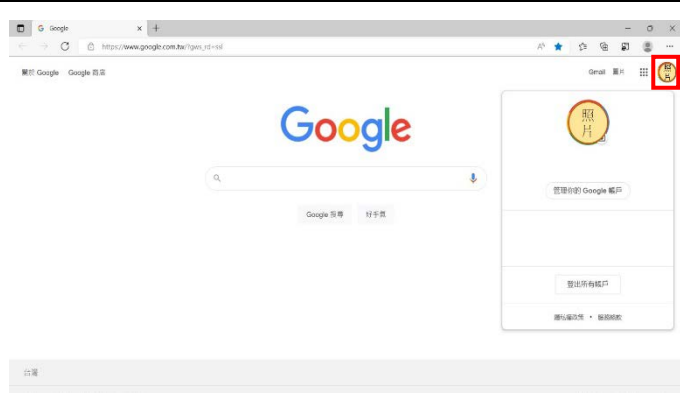 Google
https://www.google.com.tw/?gws_rd=ssl
關於 Google Google 商店
Gmail 圖片
照片
Google
照片
管理你的 Google 帳戶
Google 搜尋 好手氣
登出所有帳戶
隱私權政策 • 服務條款
台灣